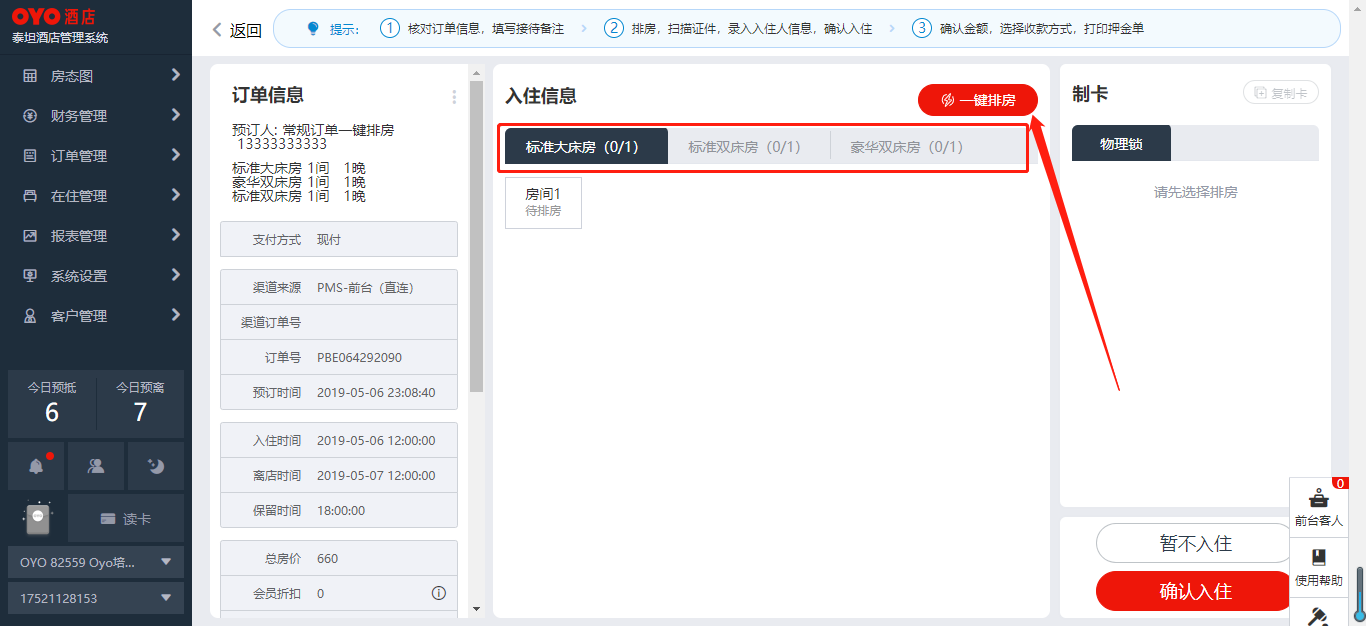 OYO 酒店
泰坦酒店管理系统
房态图
财务管理
订单管理
在住管理
报表管理
系统设置
客户管理
今日预抵
6
今日预离
7
读卡
OYO 82559 Oyo培...
17521128153
返回
提示:
1 核对订单信息，填写接待备注
2 排房，扫描证件，录入入住人信息，确认入住
3 确认金额，选择收款方式，打印押金单
订单信息
预订人: 常规订单一键排房
13333333333
标准大床房 1间 1晚
豪华双床房 1间 1晚
标准双床房 1间 1晚
支付方式 现付
渠道来源 PMS-前台（直连）
渠道订单号
订单号 PBE064292090
预订时间 2019-05-06 23:08:40
入住时间 2019-05-06 12:00:00
离店时间 2019-05-07 12:00:00
保留时间 18:00:00
总房价 660
会员折扣 0
入住信息
一键排房
标准大床房（0/1）
标准双床房（0/1）
豪华双床房（0/1）
房间1
待排房
制卡
复制卡
物理锁
请先选择排房
0
前台客人
使用帮助
暂不入住
确认入住